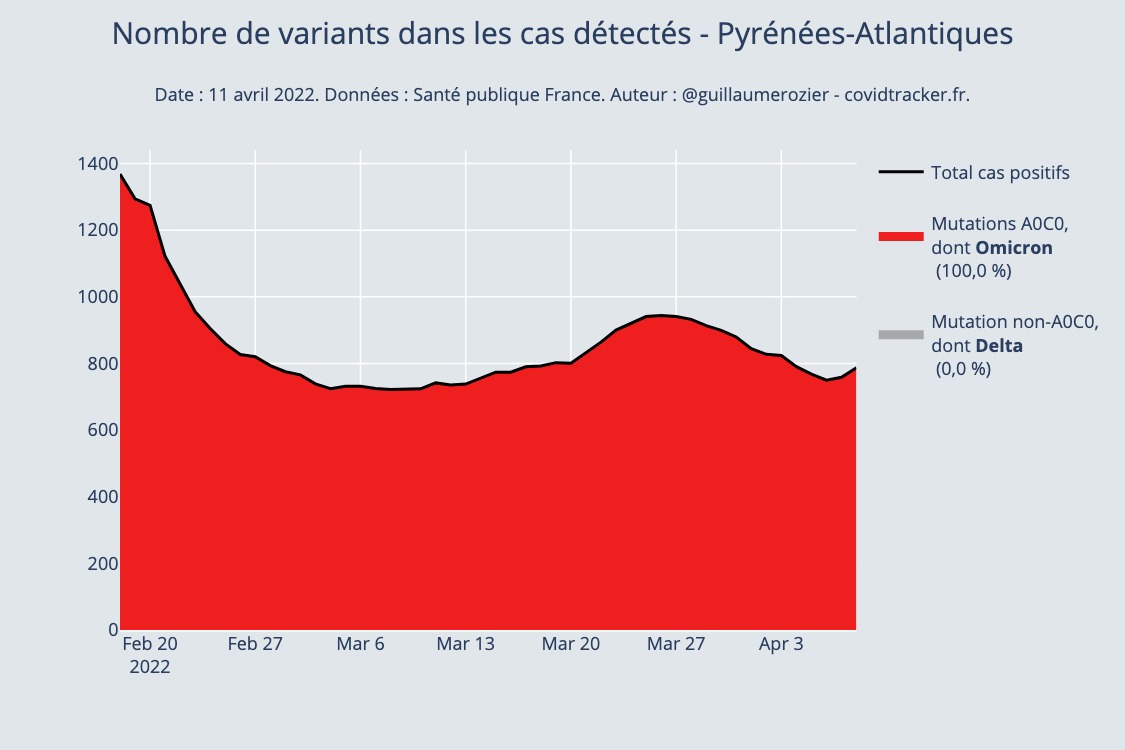 Nombre de variants dans les cas détectés - Pyrénées-Atlantiques
Date : 11 avril 2022. Données : Santé publique France. Auteur : @guillaumerozier - covidtracker.fr.
1400
1200
1000
800
600
400
200
0
Feb 20
2022
Feb 27
Mar 6
Mar 13
Mar 20
Mar 27
Apr 3
Total cas positifs
Mutations A0C0,
dont Omicron
(100,0 %)
Mutation non-A0C0,
dont Delta
(0,0 %)